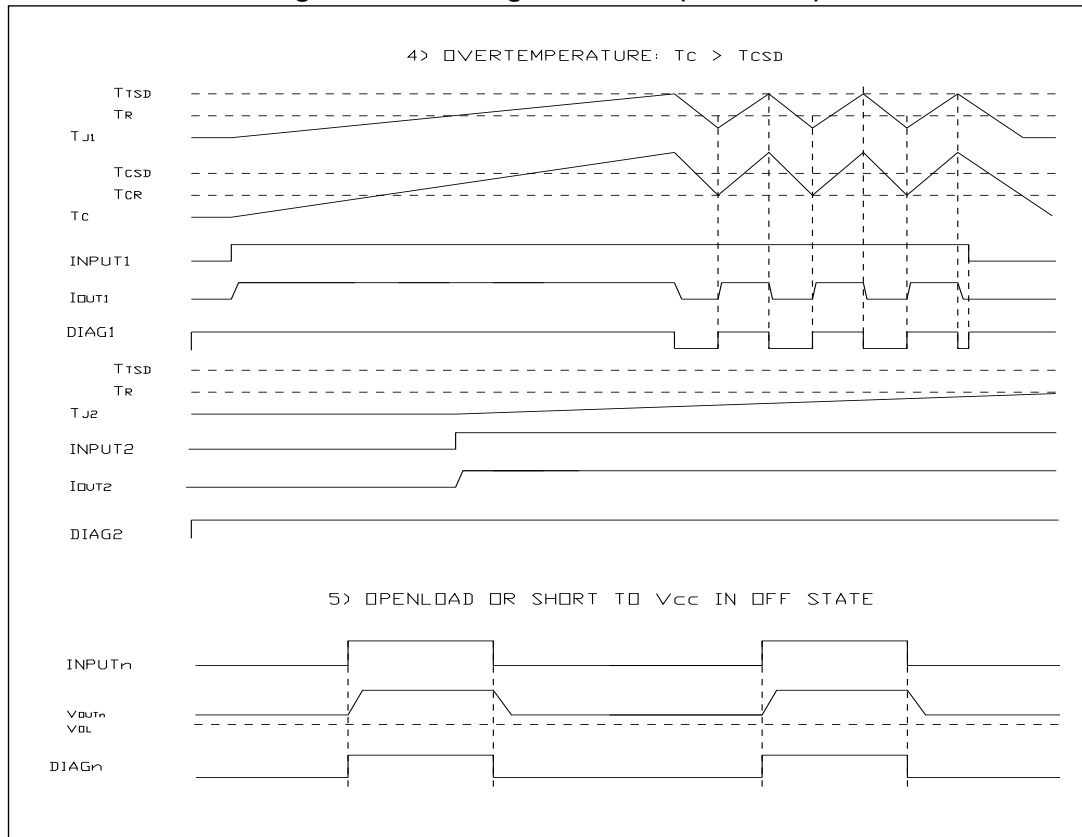 4) OVERTEMPERATURE: TC > TCSD
TTSD
TR
TJ1
TCSD
TCR
TC
INPUT1
IOUT1
DIAG1
TTSD
TR
TJ2
INPUT2
IOUT2
DIAG2
5) OPENLOAD OR SHORT TO Vcc IN OFF STATE
INPUTn
VOUTn
VOL
DIAGn